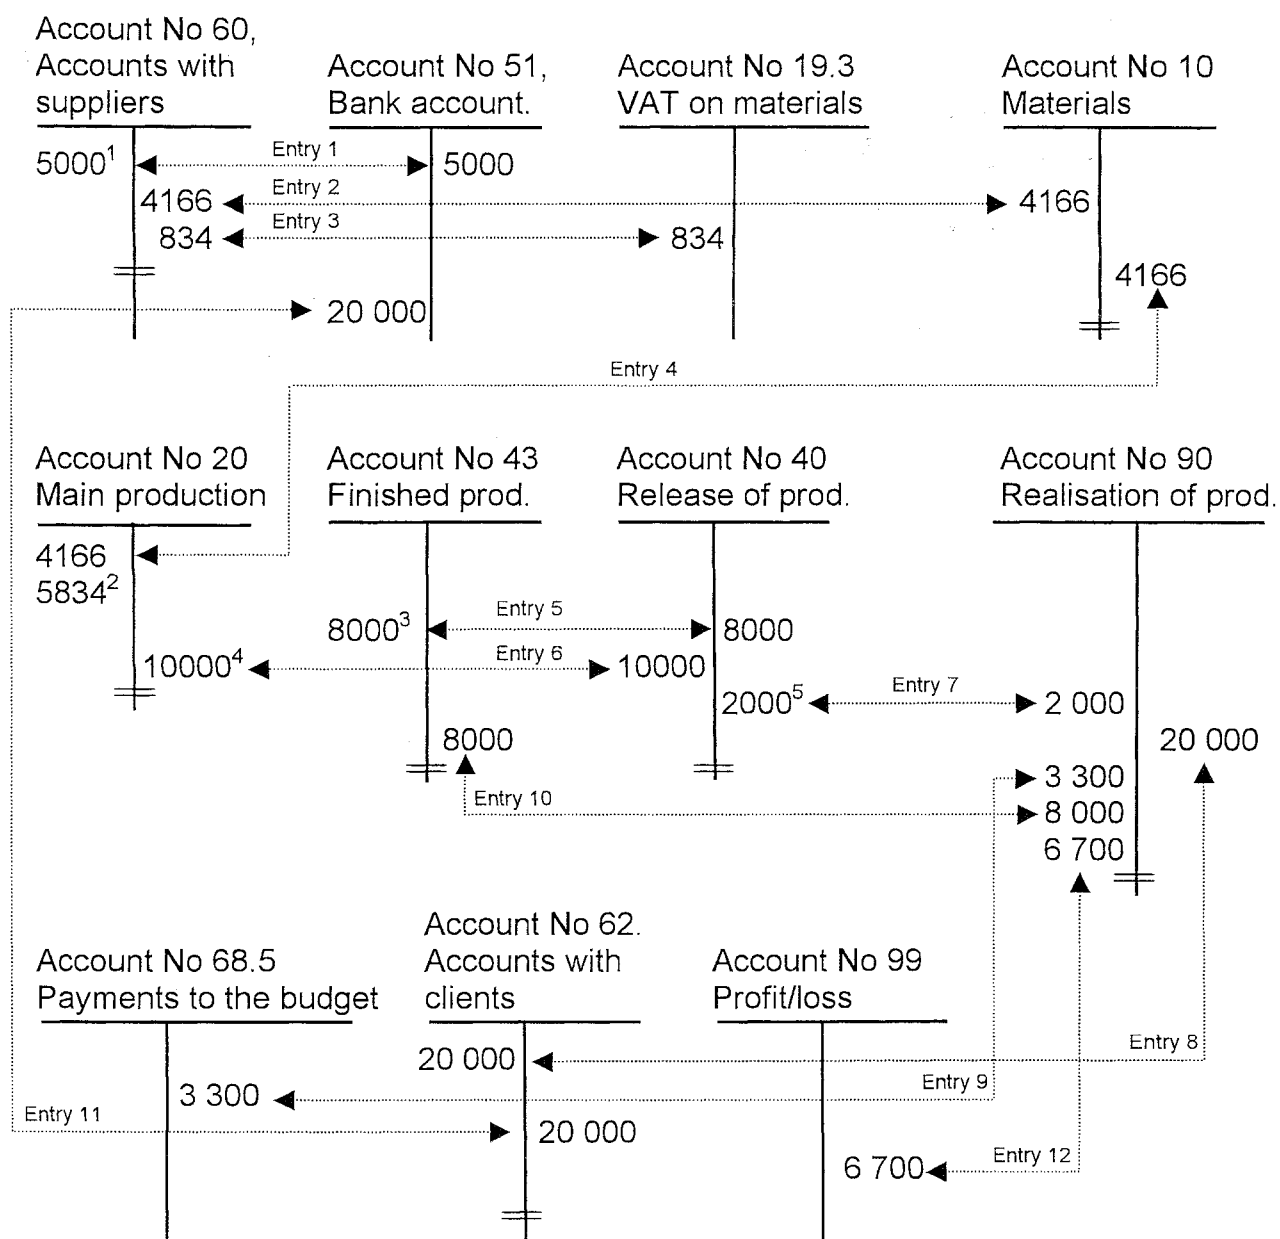 Account No 60,
Accounts with
suppliers
Account No 51,
Bank account.
Account No 19.3
VAT on materials
Account No 10
Materials
5000¹
Entry 1
5000
4166
Entry 2
4166
834
Entry 3
834
4166
20 000
Entry 4
Account No 20
Main production
Account No 43
Finished prod.
Account No 40
Release of prod.
Account No 90
Realisation of prod.
4166
5834²
8000³
Entry 5
8000
10000⁴
Entry 6
10000
2000⁵
Entry 7
2 000
8000
20 000
3 300
Entry 10
8 000
6 700
Account No 68.5
Payments to the budget
Account No 62.
Accounts with
clients
Account No 99
Profit/loss
20 000
Entry 8
3 300
Entry 9
Entry 11
20 000
6 700
Entry 12